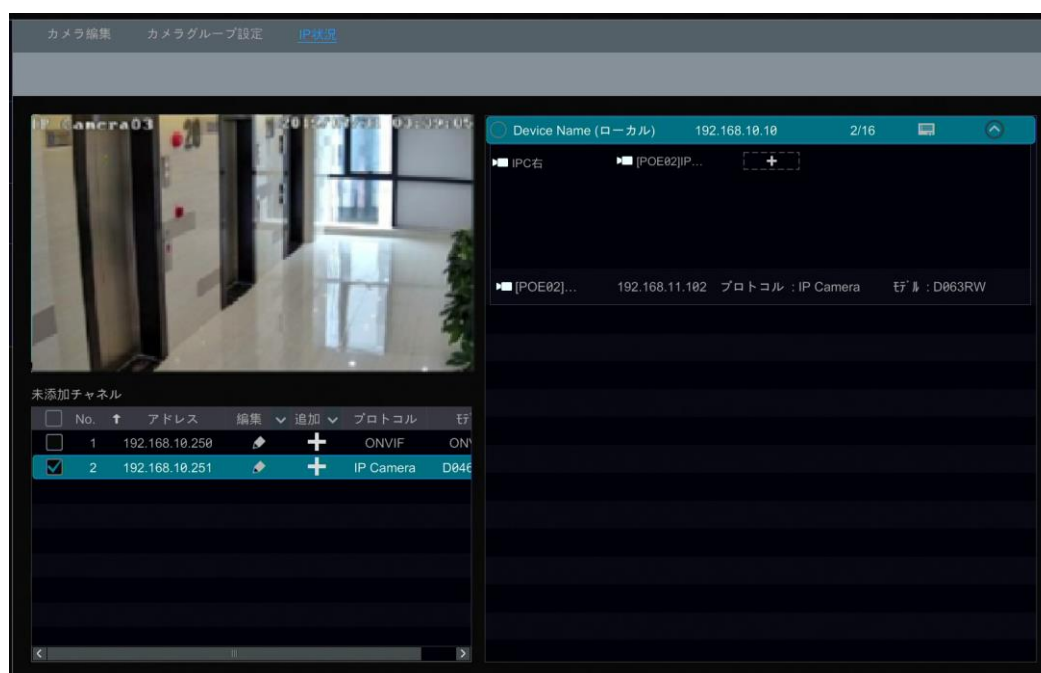 カメラ編集 カメラグループ設定 IP状況
IP Camera03
Device Name (ローカル) 192.168.10.10 2/16
IPC右 [POE02]IP... +
[POE02]... 192.168.11.102 プロトコル : IP Camera ﾓﾃﾞﾙ : D063RW
未添加チャネル
No. アドレス 編集 追加 プロトコル
1 192.168.10.250 ONVIF
2 192.168.10.251 IP Camera D046